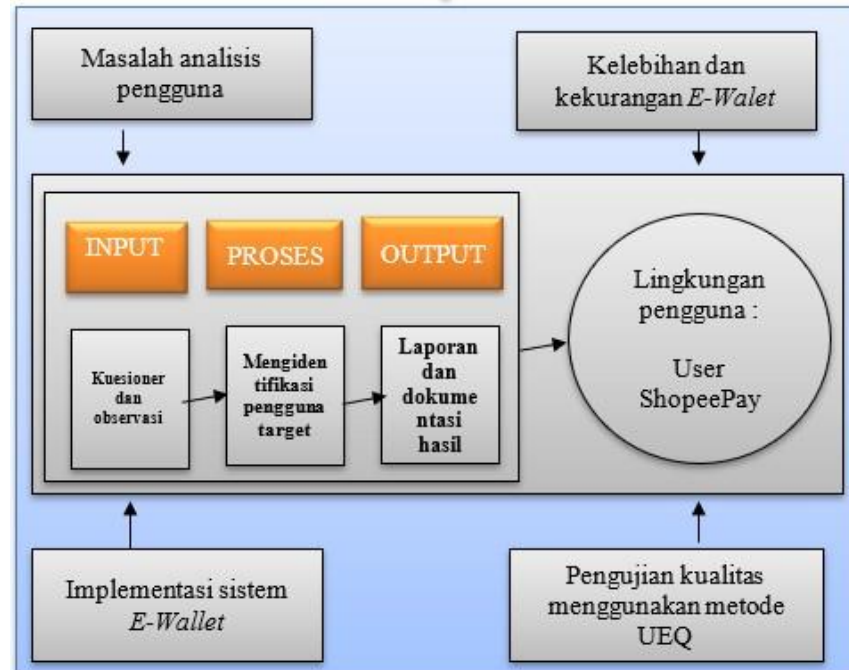 Masalah analisis
pengguna
Kelebihan dan
kekurangan E-Walet
INPUT
PROSES
OUTPUT
Kuesioner
dan
observasi
Mengiden
tifikasi
pengguna
target
Laporan
dan
dokume
ntasi
hasil
Lingkungan
pengguna :
User
ShopeePay
Implementasi sistem
E-Wallet
Pengujian kualitas
menggunakan metode
UEQ